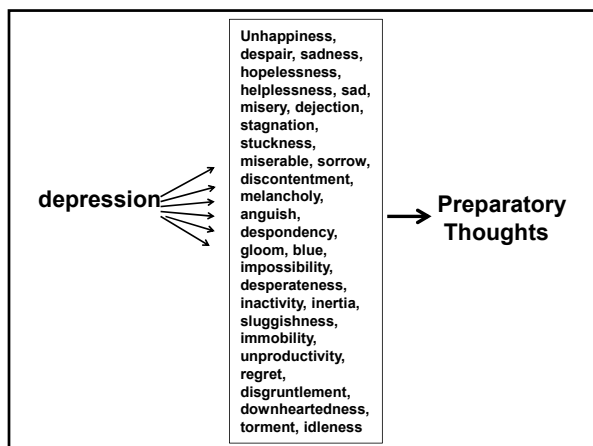 depression
Unhappiness,
despair, sadness,
hopelessness,
helplessness, sad,
misery, dejection,
stagnation,
stuckness,
miserable, sorrow,
discontentment,
melancholy,
anguish,
despondency,
gloom, blue,
impossibility,
desperateness,
inactivity, inertia,
sluggishness,
immobility,
unproductivity,
regret,
disgruntlement,
downheartedness,
torment, idleness
Preparatory
Thoughts